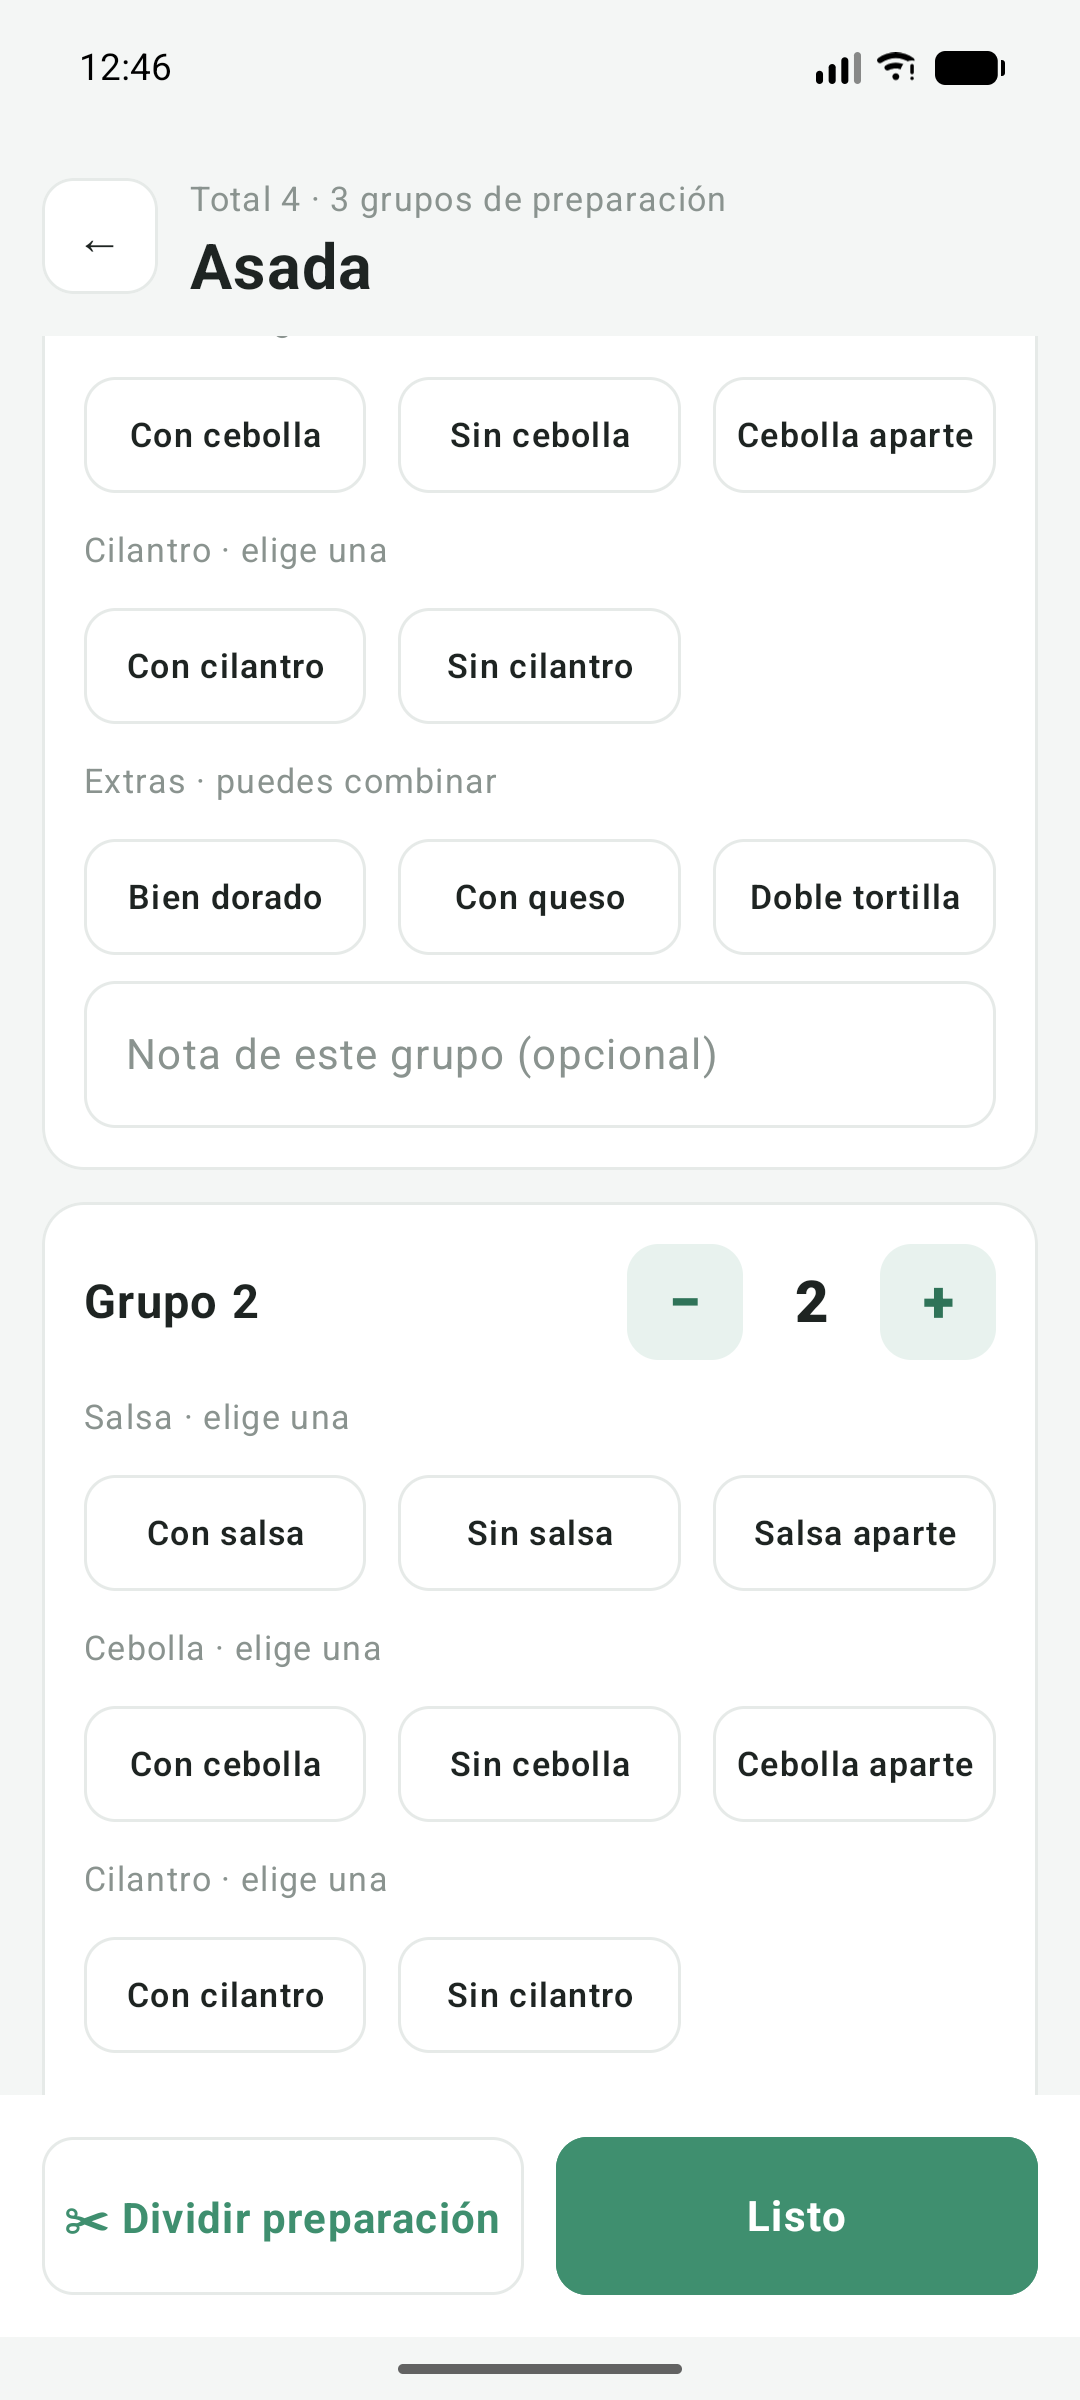 12:46
Total 4 · 3 grupos de preparación
←
Asada
Con cebolla Sin cebolla Cebolla aparte
Cilantro · elige una
Con cilantro Sin cilantro
Extras · puedes combinar
Bien dorado Con queso Doble tortilla
Nota de este grupo (opcional)
Grupo 2 − 2 +
Salsa · elige una
Con salsa Sin salsa Salsa aparte
Cebolla · elige una
Con cebolla Sin cebolla Cebolla aparte
Cilantro · elige una
Con cilantro Sin cilantro
✂ Dividir preparación Listo